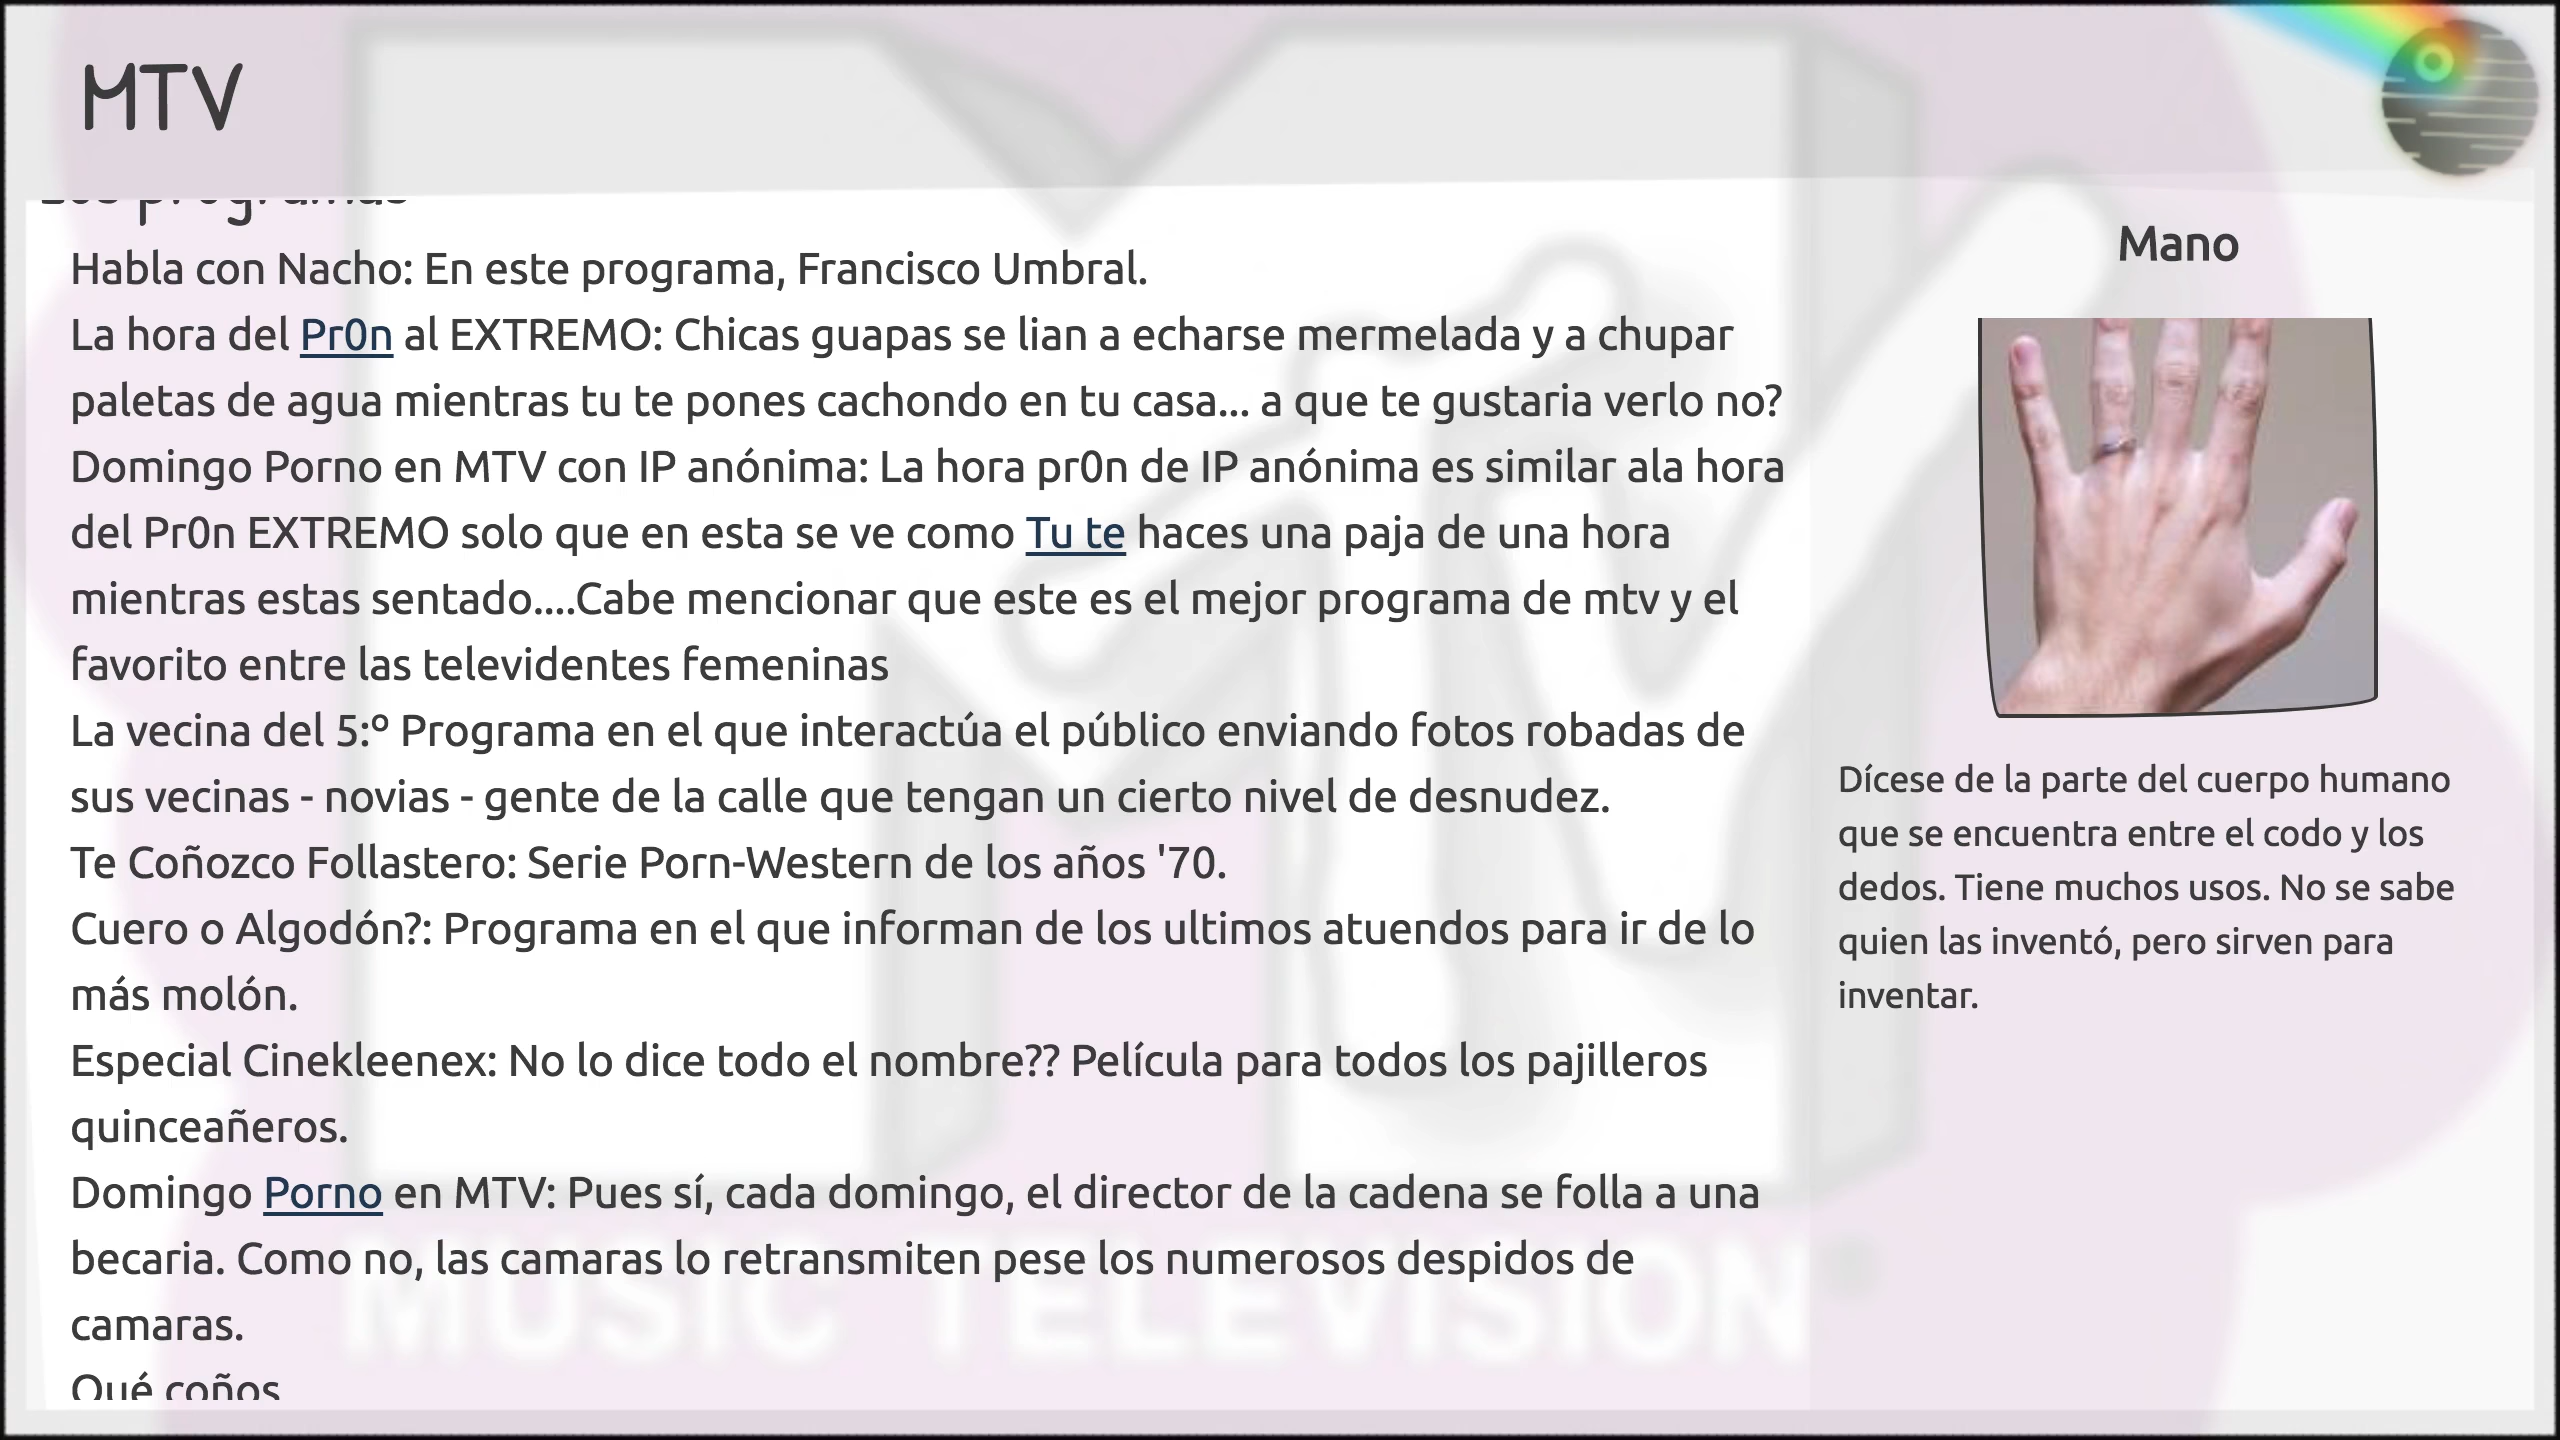 MTV
Los programas
Habla con Nacho: En este programa, Francisco Umbral.
La hora del Pr0n al EXTREMO: Chicas guapas se lian a echarse mermelada y a chupar
paletas de agua mientras tu te pones cachondo en tu casa... a que te gustaria verlo no?
Domingo Porno en MTV con IP anónima: La hora pr0n de IP anónima es similar ala hora
del Pr0n EXTREMO solo que en esta se ve como Tu te haces una paja de una hora
mientras estas sentado....Cabe mencionar que este es el mejor programa de mtv y el
favorito entre las televidentes femeninas
La vecina del 5:º Programa en el que interactúa el público enviando fotos robadas de
sus vecinas - novias - gente de la calle que tengan un cierto nivel de desnudez.
Te Coñozco Follastero: Serie Porn-Western de los años '70.
Cuero o Algodón?: Programa en el que informan de los ultimos atuendos para ir de lo
más molón.
Especial Cinekleenex: No lo dice todo el nombre?? Película para todos los pajilleros
quinceañeros.
Domingo Porno en MTV: Pues sí, cada domingo, el director de la cadena se folla a una
becaria. Como no, las camaras lo retransmiten pese los numerosos despidos de
camaras.
Qué coños
Mano
Dícese de la parte del cuerpo humano
que se encuentra entre el codo y los
dedos. Tiene muchos usos. No se sabe
quien las inventó, pero sirven para
inventar.
MUSIC TELEVISION